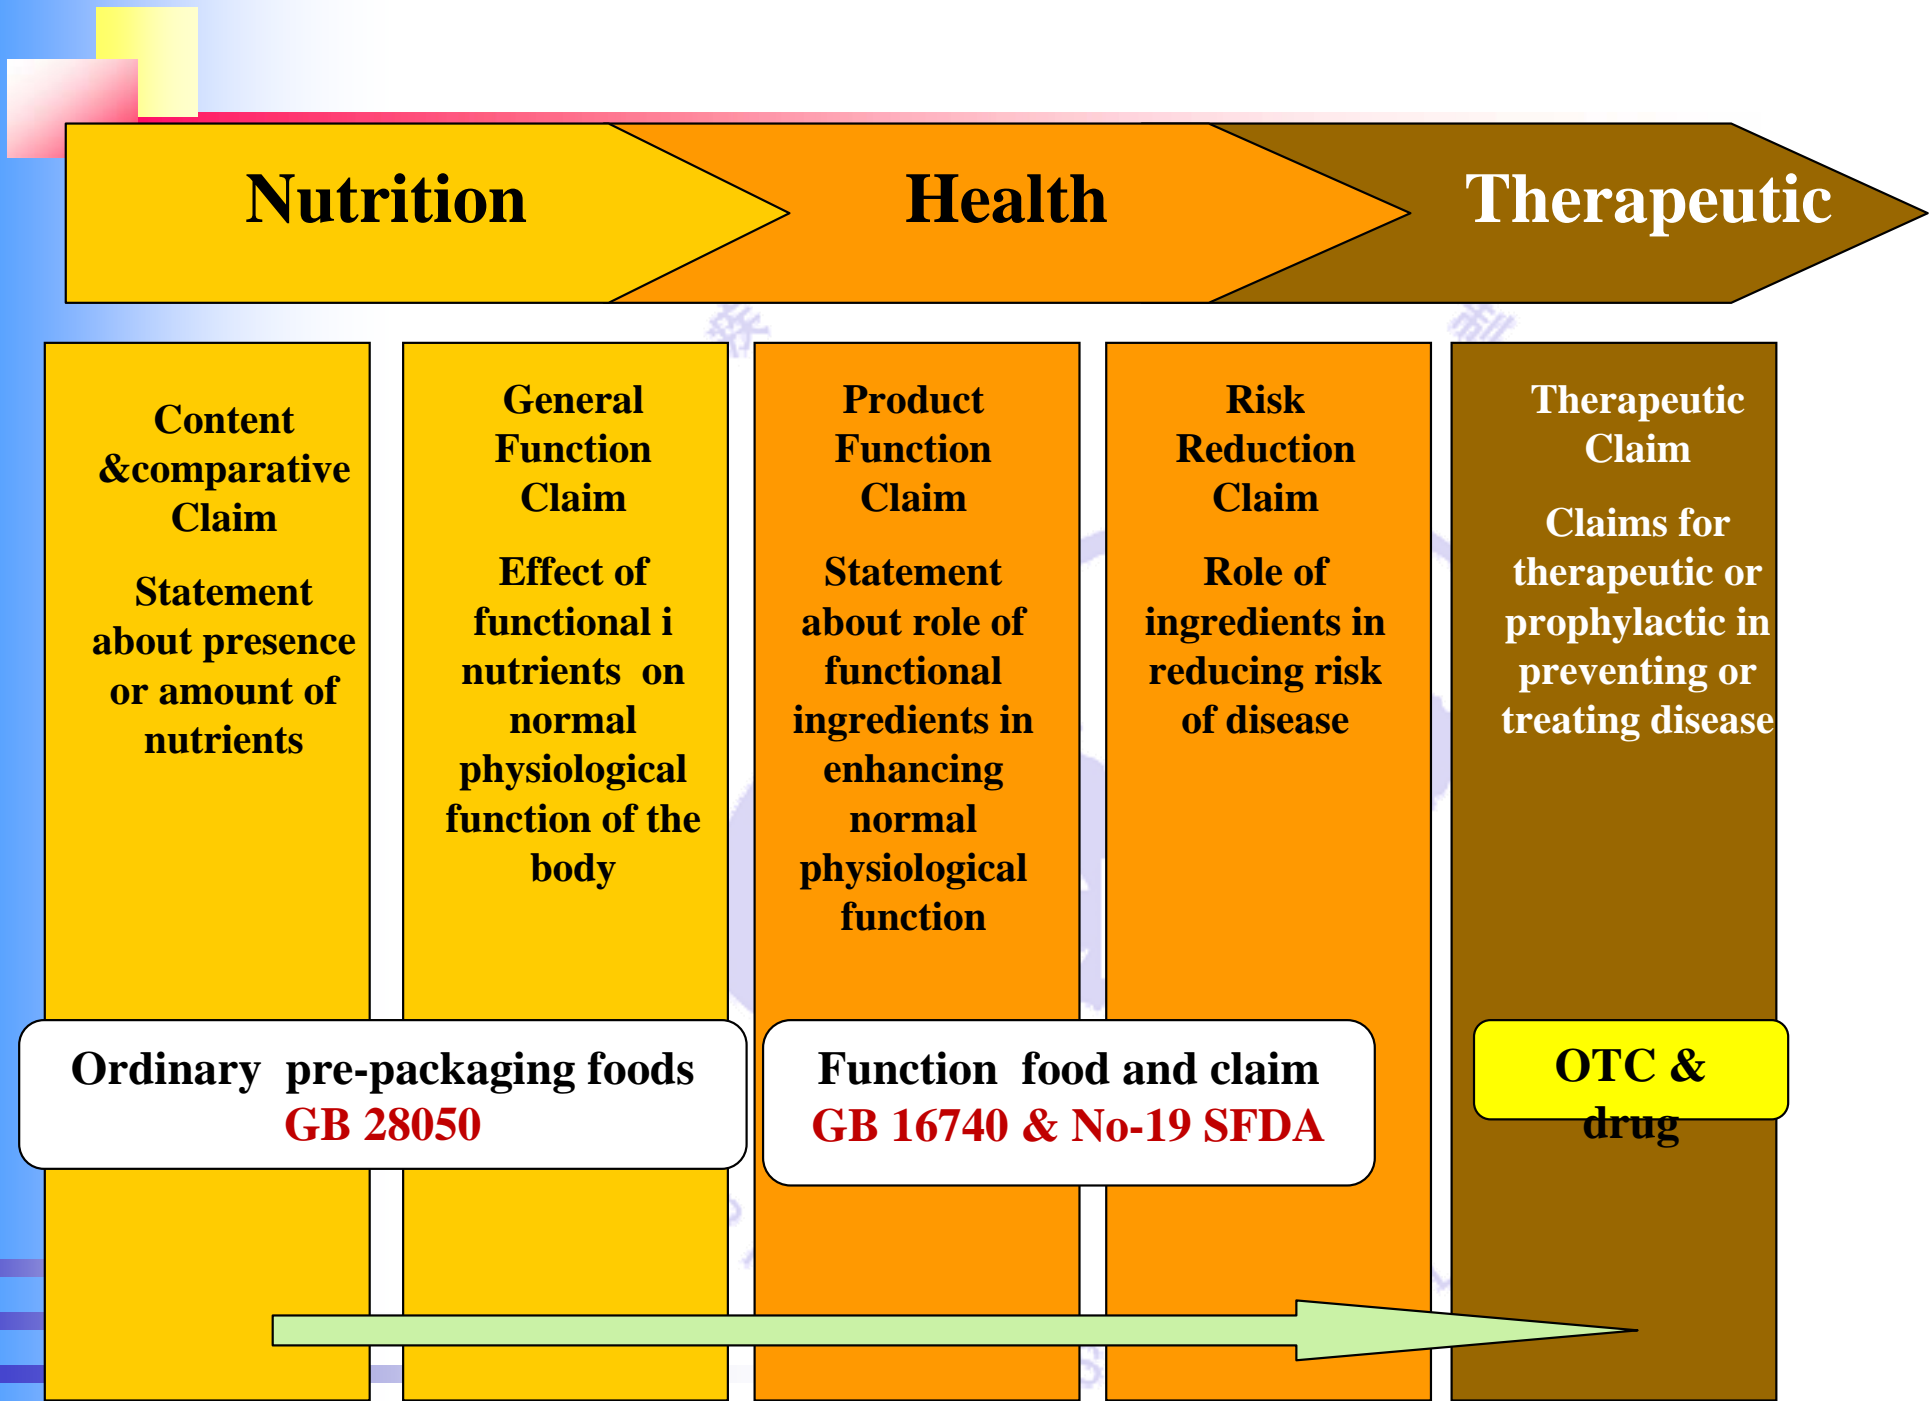 Nutrition
Health
Therapeutic
Content
&comparative
Claim
Statement
about presence
or amount of
nutrients
General
Function
Claim
Effect of
functional i
nutrients on
normal
physiological
function of the
body
Product
Function
Claim
Statement
about role of
functional
ingredients in
enhancing
normal
physiological
function
Risk
Reduction
Claim
Role of
ingredients in
reducing risk
of disease
Therapeutic
Claim
Claims for
therapeutic or
prophylactic in
preventing or
treating disease
Ordinary pre-packaging foods
GB 28050
Function food and claim
GB 16740 & No-19 SFDA
OTC &
drug